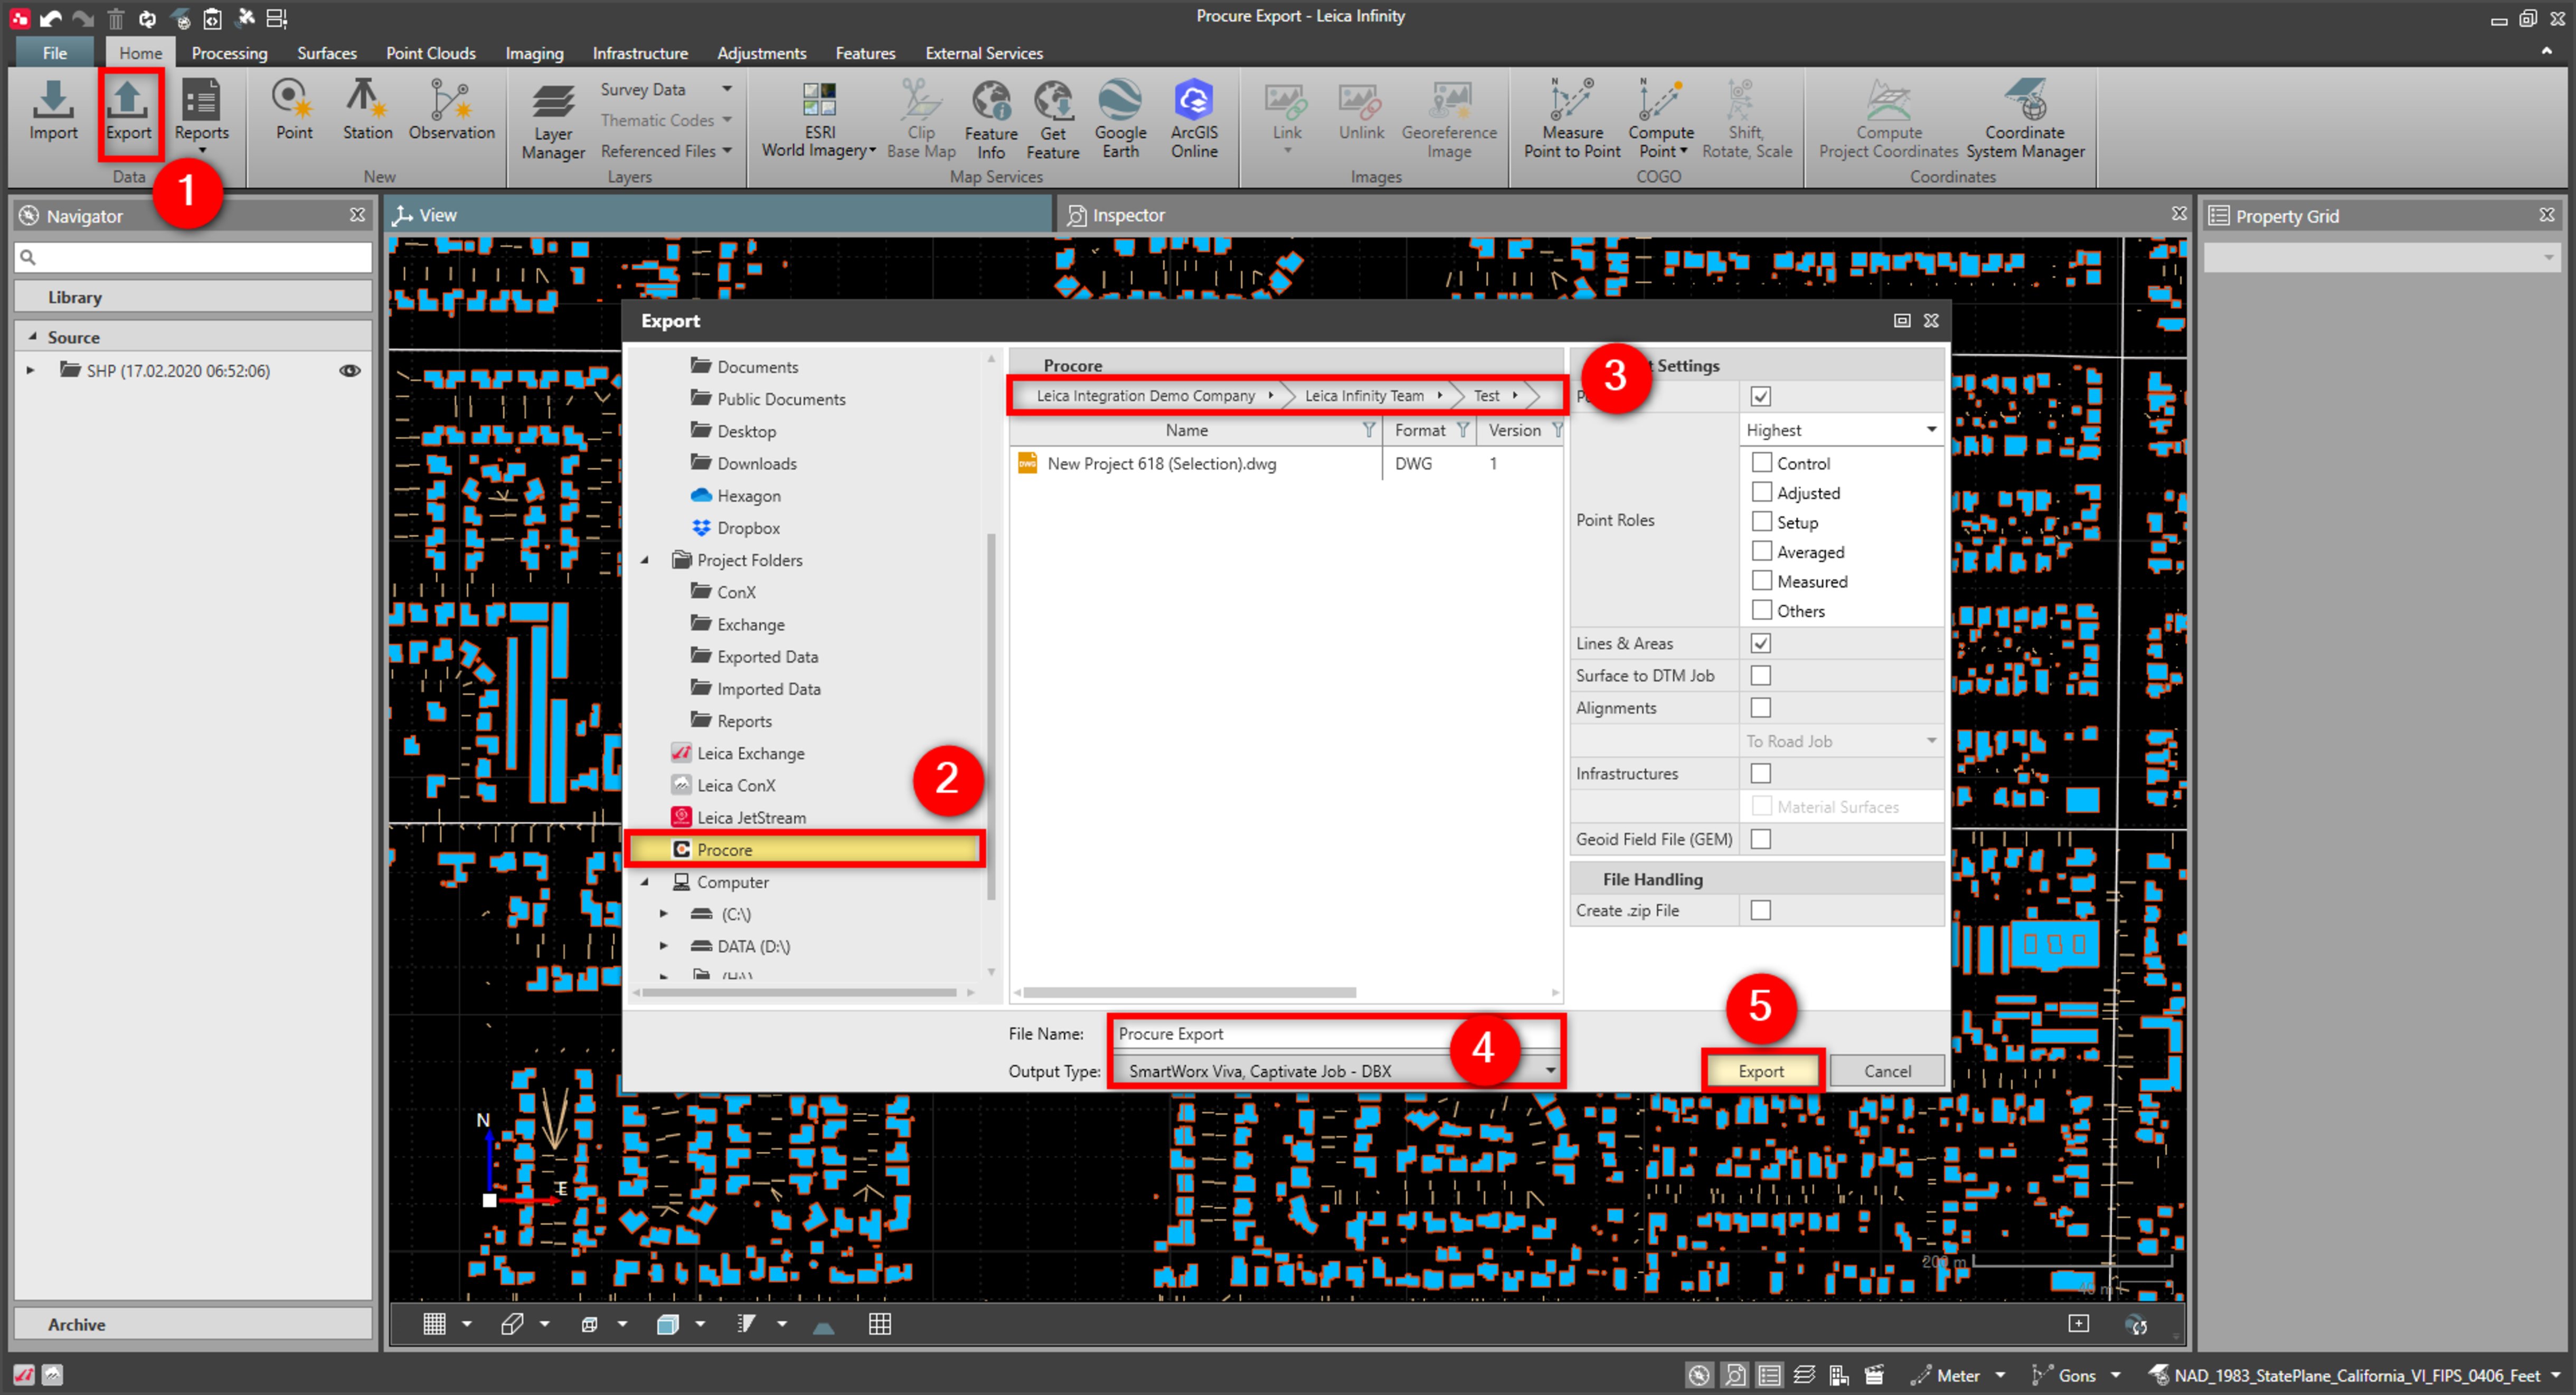 Procure Export - Leica Infinity
File Home Processing Surfaces Point Clouds Imaging Infrastructure Adjustments Features External Services
Import Export Reports
Data
Point Station Observation
New
Layer Manager
Survey Data
Thematic Codes
Referenced Files
Layers
ESRI World Imagery
Clip Base Map
Feature Info
Get Feature
Google Earth
ArcGIS Online
Map Services
Link Unlink
Georeference Image
Images
Measure Point to Point
Compute Point
Shift, Rotate, Scale
COGO
Compute Project Coordinates
Coordinate System Manager
Coordinates
1
Navigator
View
Inspector
Property Grid
Library
Source
SHP (17.02.2020 06:52:06)
Archive
Export
Documents
Public Documents
Desktop
Downloads
Hexagon
Dropbox
Project Folders
ConX
Exchange
Exported Data
Imported Data
Reports
Leica Exchange
Leica ConX
Leica JetStream
Procore
Computer
(C:\)
DATA (D:\)
(H:\)
2
Procore
Leica Integration Demo Company Leica Infinity Team Test
3
Name Format Version
DWG New Project 618 (Selection).dwg DWG 1
Settings
Highest
Point Roles
Control
Adjusted
Setup
Averaged
Measured
Others
Lines & Areas
Surface to DTM Job
Alignments
To Road Job
Infrastructures
Material Surfaces
Geoid Field File (GEM)
File Handling
Create .zip File
File Name: Procure Export
Output Type: SmartWorx Viva, Captivate Job - DBX
4
5
Export Cancel
N
E
200 m
40 m
Meter Gons NAD_1983_StatePlane_California_VI_FIPS_0406_Feet